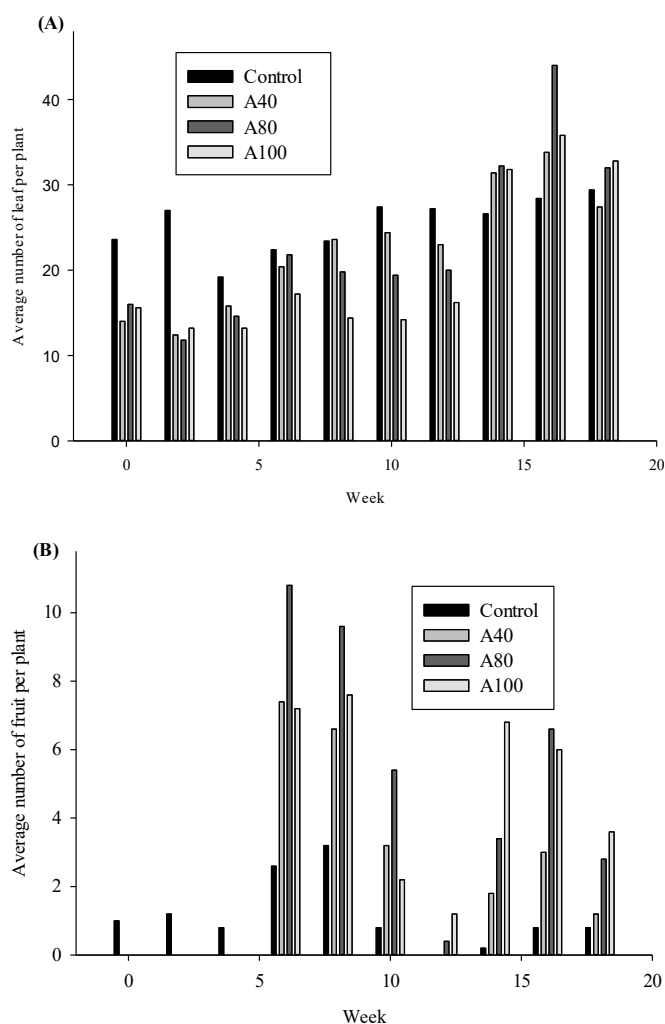 (A)
Control
A40
A80
A100
40
30
20
10
0
Average number of leaf per plant
0 5 10 15 20
Week
(B)
Control
A40
A80
A100
10
8
6
4
2
0
Average number of fruit per plant
0 5 10 15 20
Week